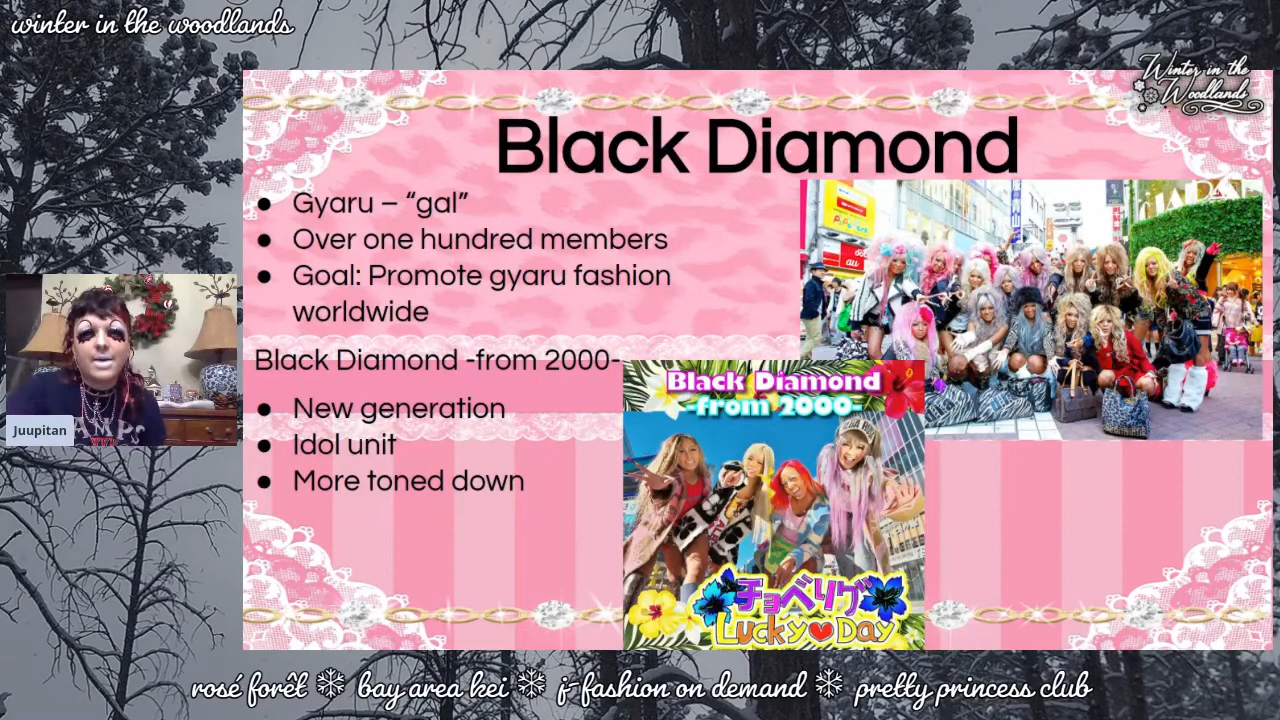 winter in the woodlands
Winter in the
Woodlands
Black Diamond
● Gyaru – “gal”
● Over one hundred members
● Goal: Promote gyaru fashion
worldwide
Black Diamond -from 2000-
● New generation
● Idol unit
● More toned down
au
Black Diamond
-from 2000-
チョベリグ
Lucky♥Day
Juupitan
rosé forêt ❄ bay area kei ❄ j-fashion on demand ❄ pretty princess club